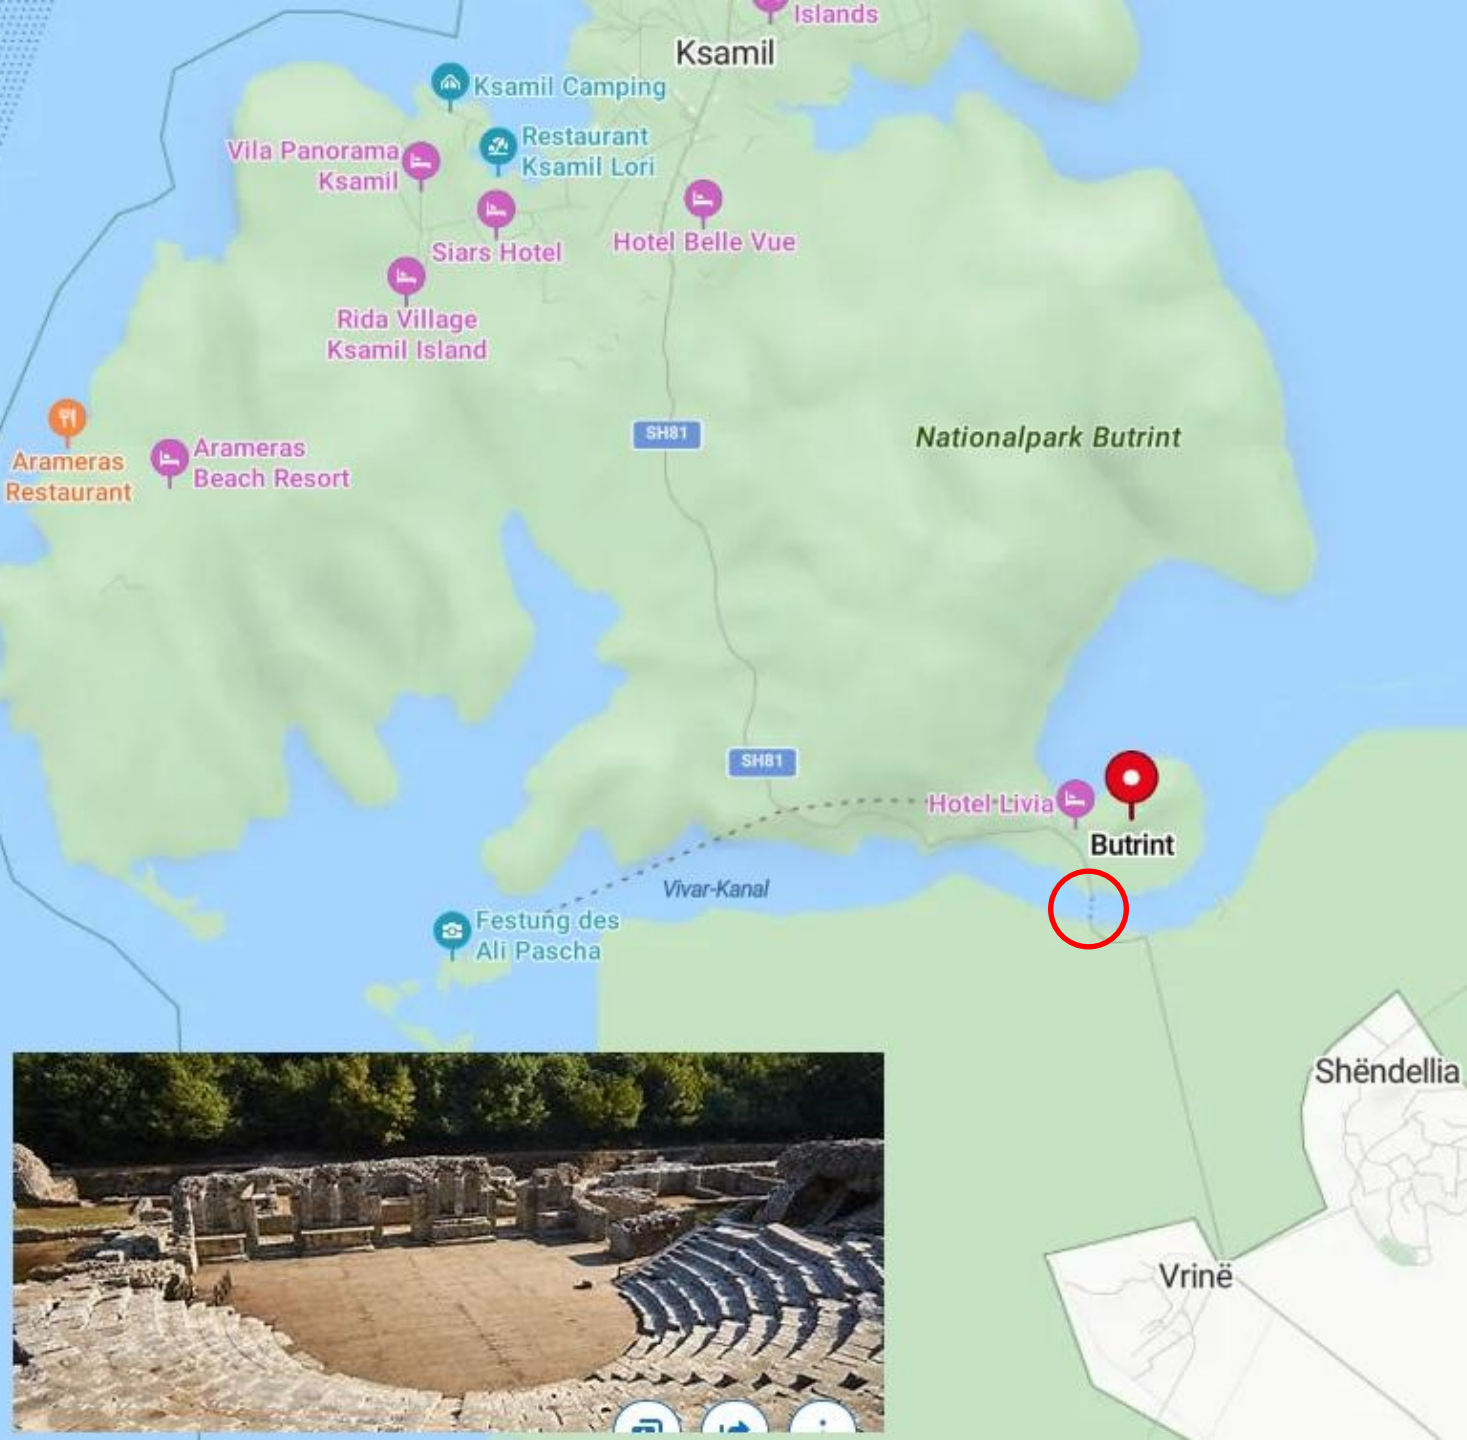 Islands
Ksamil
Ksamil Camping
Restaurant
Ksamil Lori
Vila Panorama
Ksamil
Siars Hotel
Hotel Belle Vue
Rida Village
Ksamil Island
SH81
Nationalpark Butrint
Arameras
Restaurant
Arameras
Beach Resort
SH81
Hotel Livia
Butrint
Vivar-Kanal
Festung des
Ali Pascha
Shëndellia
Vrinë